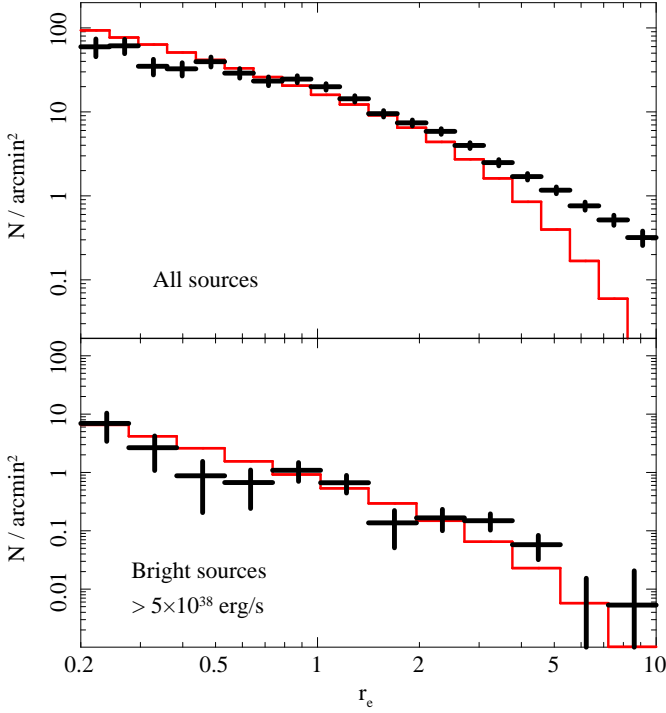 100
10
1
0.1
N / arcmin²
All sources
100
10
1
0.1
0.01
N / arcmin²
Bright sources
> 5×10³⁸ erg/s
0.2 0.5 1 2 5 10
r_e